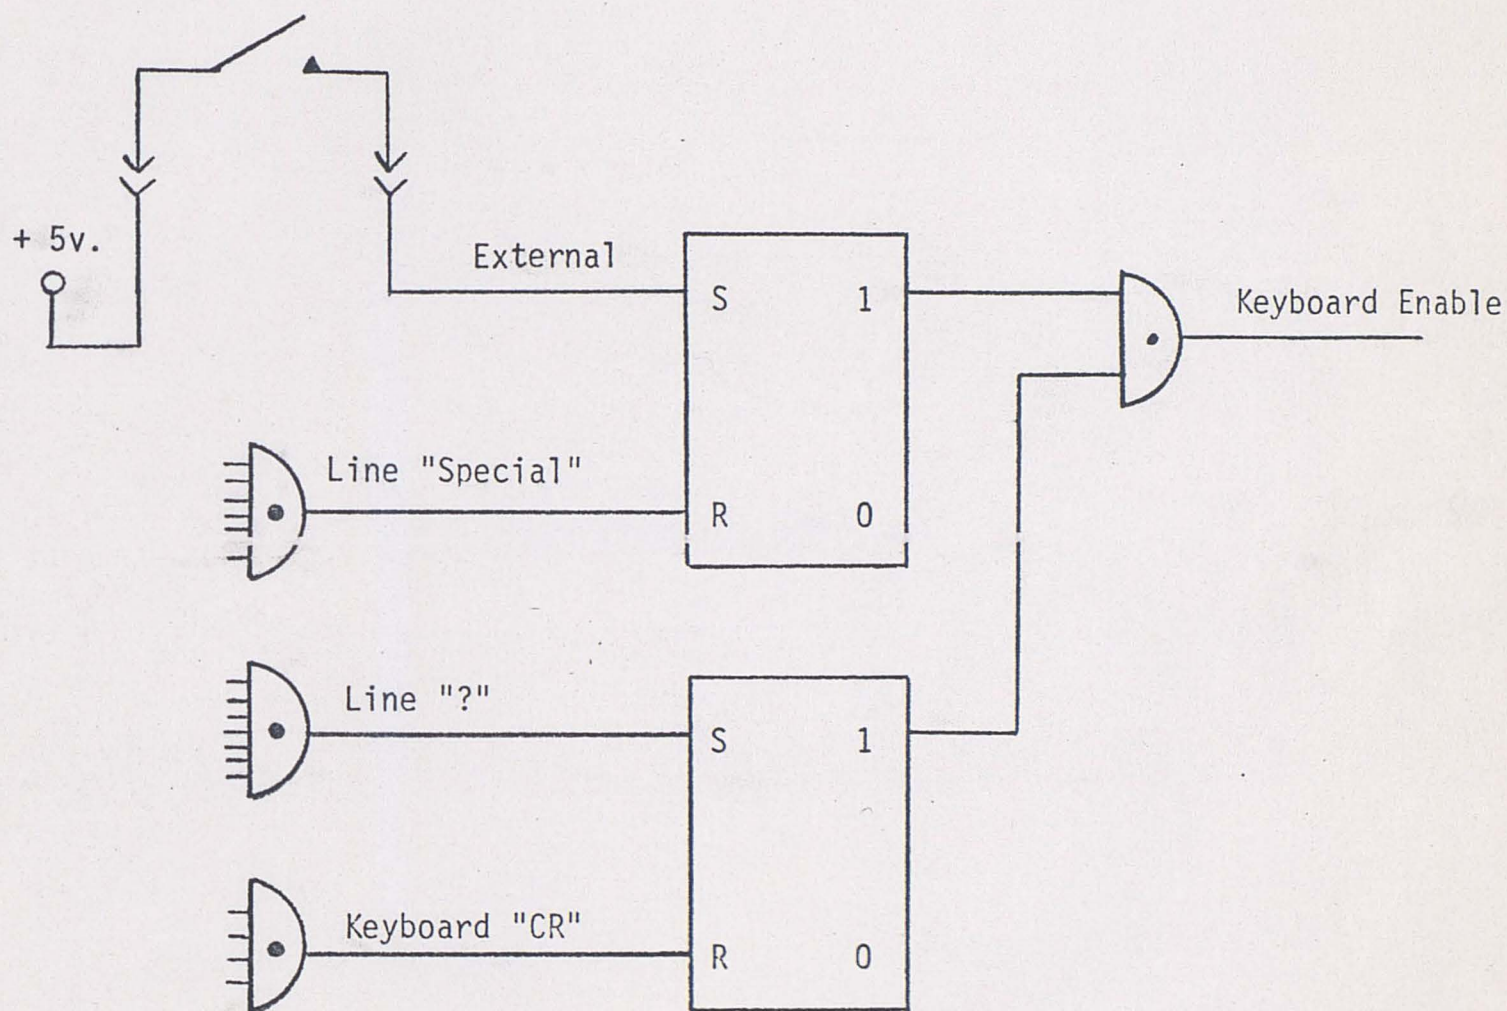 + 5v.
External
S 1
Keyboard Enable
Line "Special"
R 0
Line "?"
S 1
Keyboard "CR"
R 0